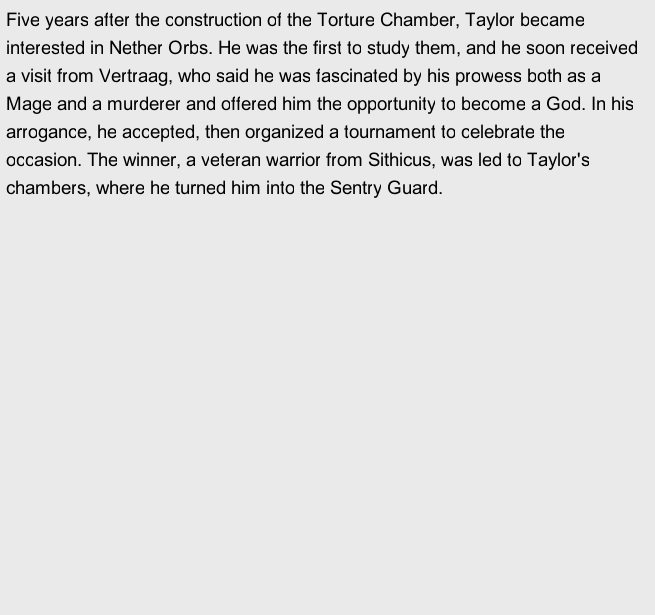 Five years after the construction of the Torture Chamber, Taylor became
interested in Nether Orbs. He was the first to study them, and he soon received
a visit from Vertraag, who said he was fascinated by his prowess both as a
Mage and a murderer and offered him the opportunity to become a God. In his
arrogance, he accepted, then organized a tournament to celebrate the
occasion. The winner, a veteran warrior from Sithicus, was led to Taylor's
chambers, where he turned him into the Sentry Guard.